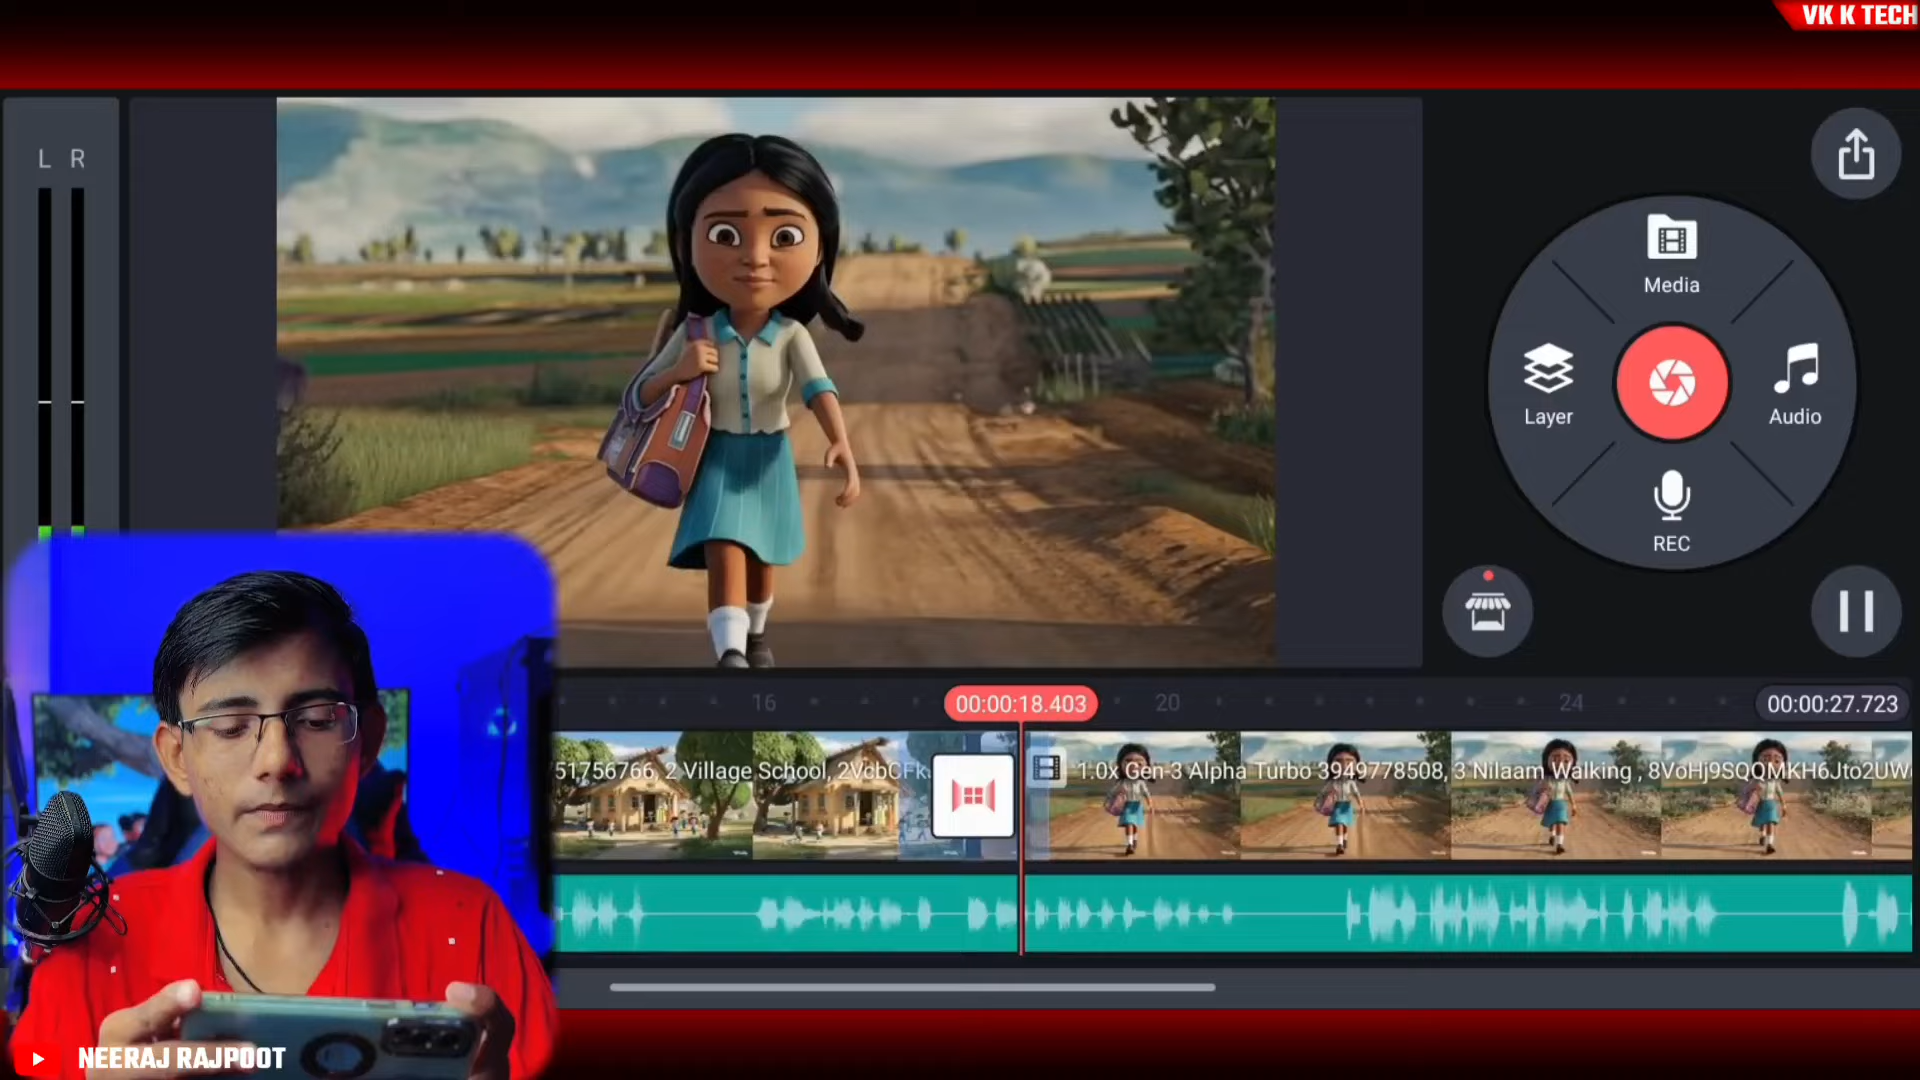 VK K TECH
L R
Media
Layer
Audio
REC
16
00:00:18.403
20
24
00:00:27.723
51756766, 2 Village School, 2VcbCFk
1.0x Gen-3 Alpha Turbo 3949778508, 3 Nilaam Walking , 8VoHj9SQQMKH6Jto2UW
NEERAJ RAJPOOT